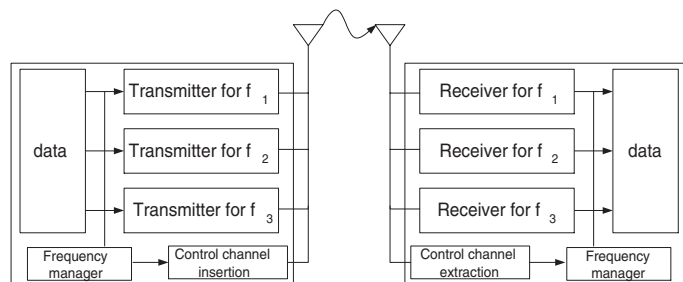 data
Transmitter for f 1
Transmitter for f 2
Transmitter for f 3
Frequency
manager
Control channel
insertion
Receiver for f 1
Receiver for f 2
Receiver for f 3
data
Control channel
extraction
Frequency
manager